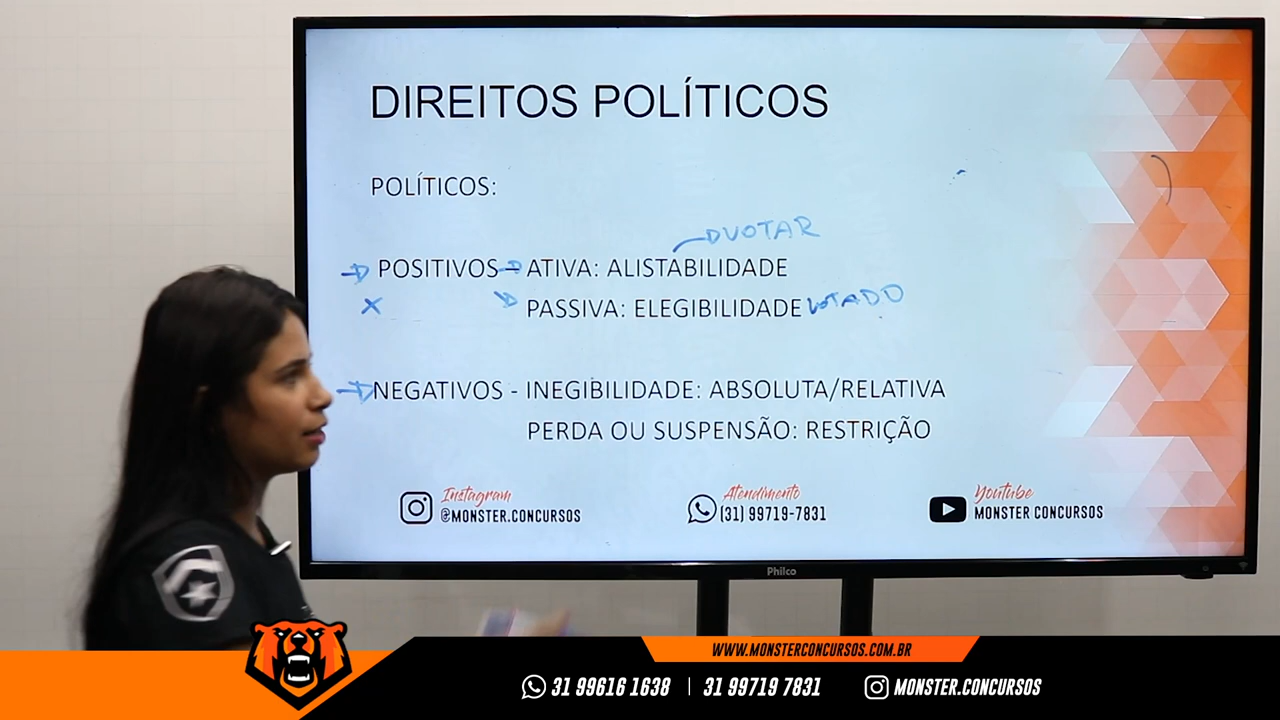 DIREITOS POLÍTICOS
POLÍTICOS:
VOTAR
POSITIVOS – ATIVA: ALISTABILIDADE
PASSIVA: ELEGIBILIDADE VOTADO
NEGATIVOS - INEGIBILIDADE: ABSOLUTA/RELATIVA
PERDA OU SUSPENSÃO: RESTRIÇÃO
Instagram
@MONSTER.CONCURSOS
Atendimento
(31) 99719-7831
Youtube
MONSTER CONCURSOS
Philco
WWW.MONSTERCONCURSOS.COM.BR
31 99616 1638 | 31 99719 7831 MONSTER.CONCURSOS